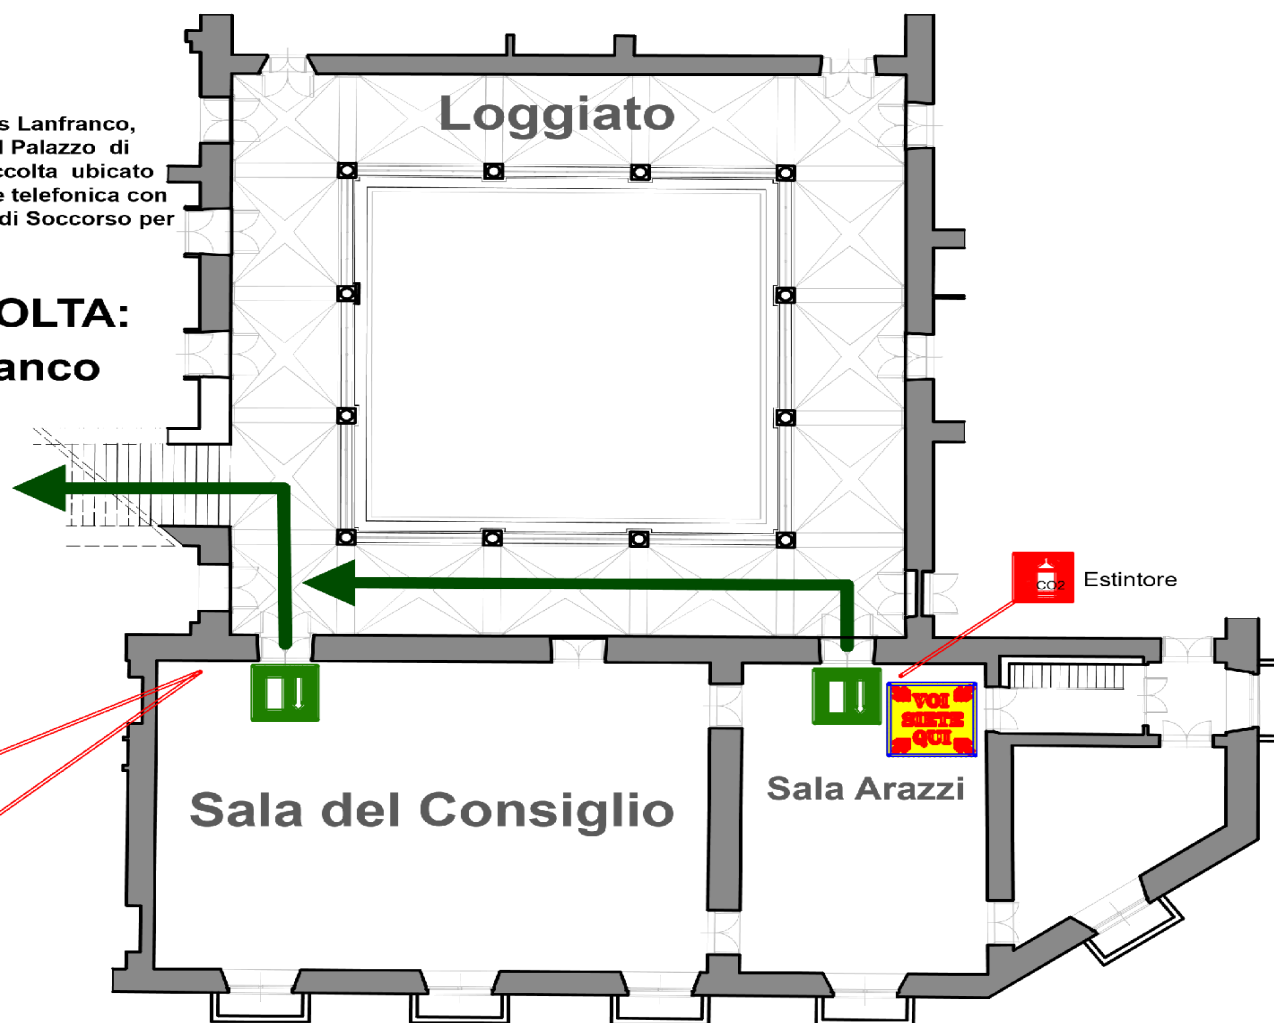 s Lanfranco,
l Palazzo di
ccolta ubicato
e telefonica con
di Soccorso per
OLTA:
anco
Loggiato
CO2
Estintore
VOI
SIETE
QUI
Sala Arazzi
Sala del Consiglio